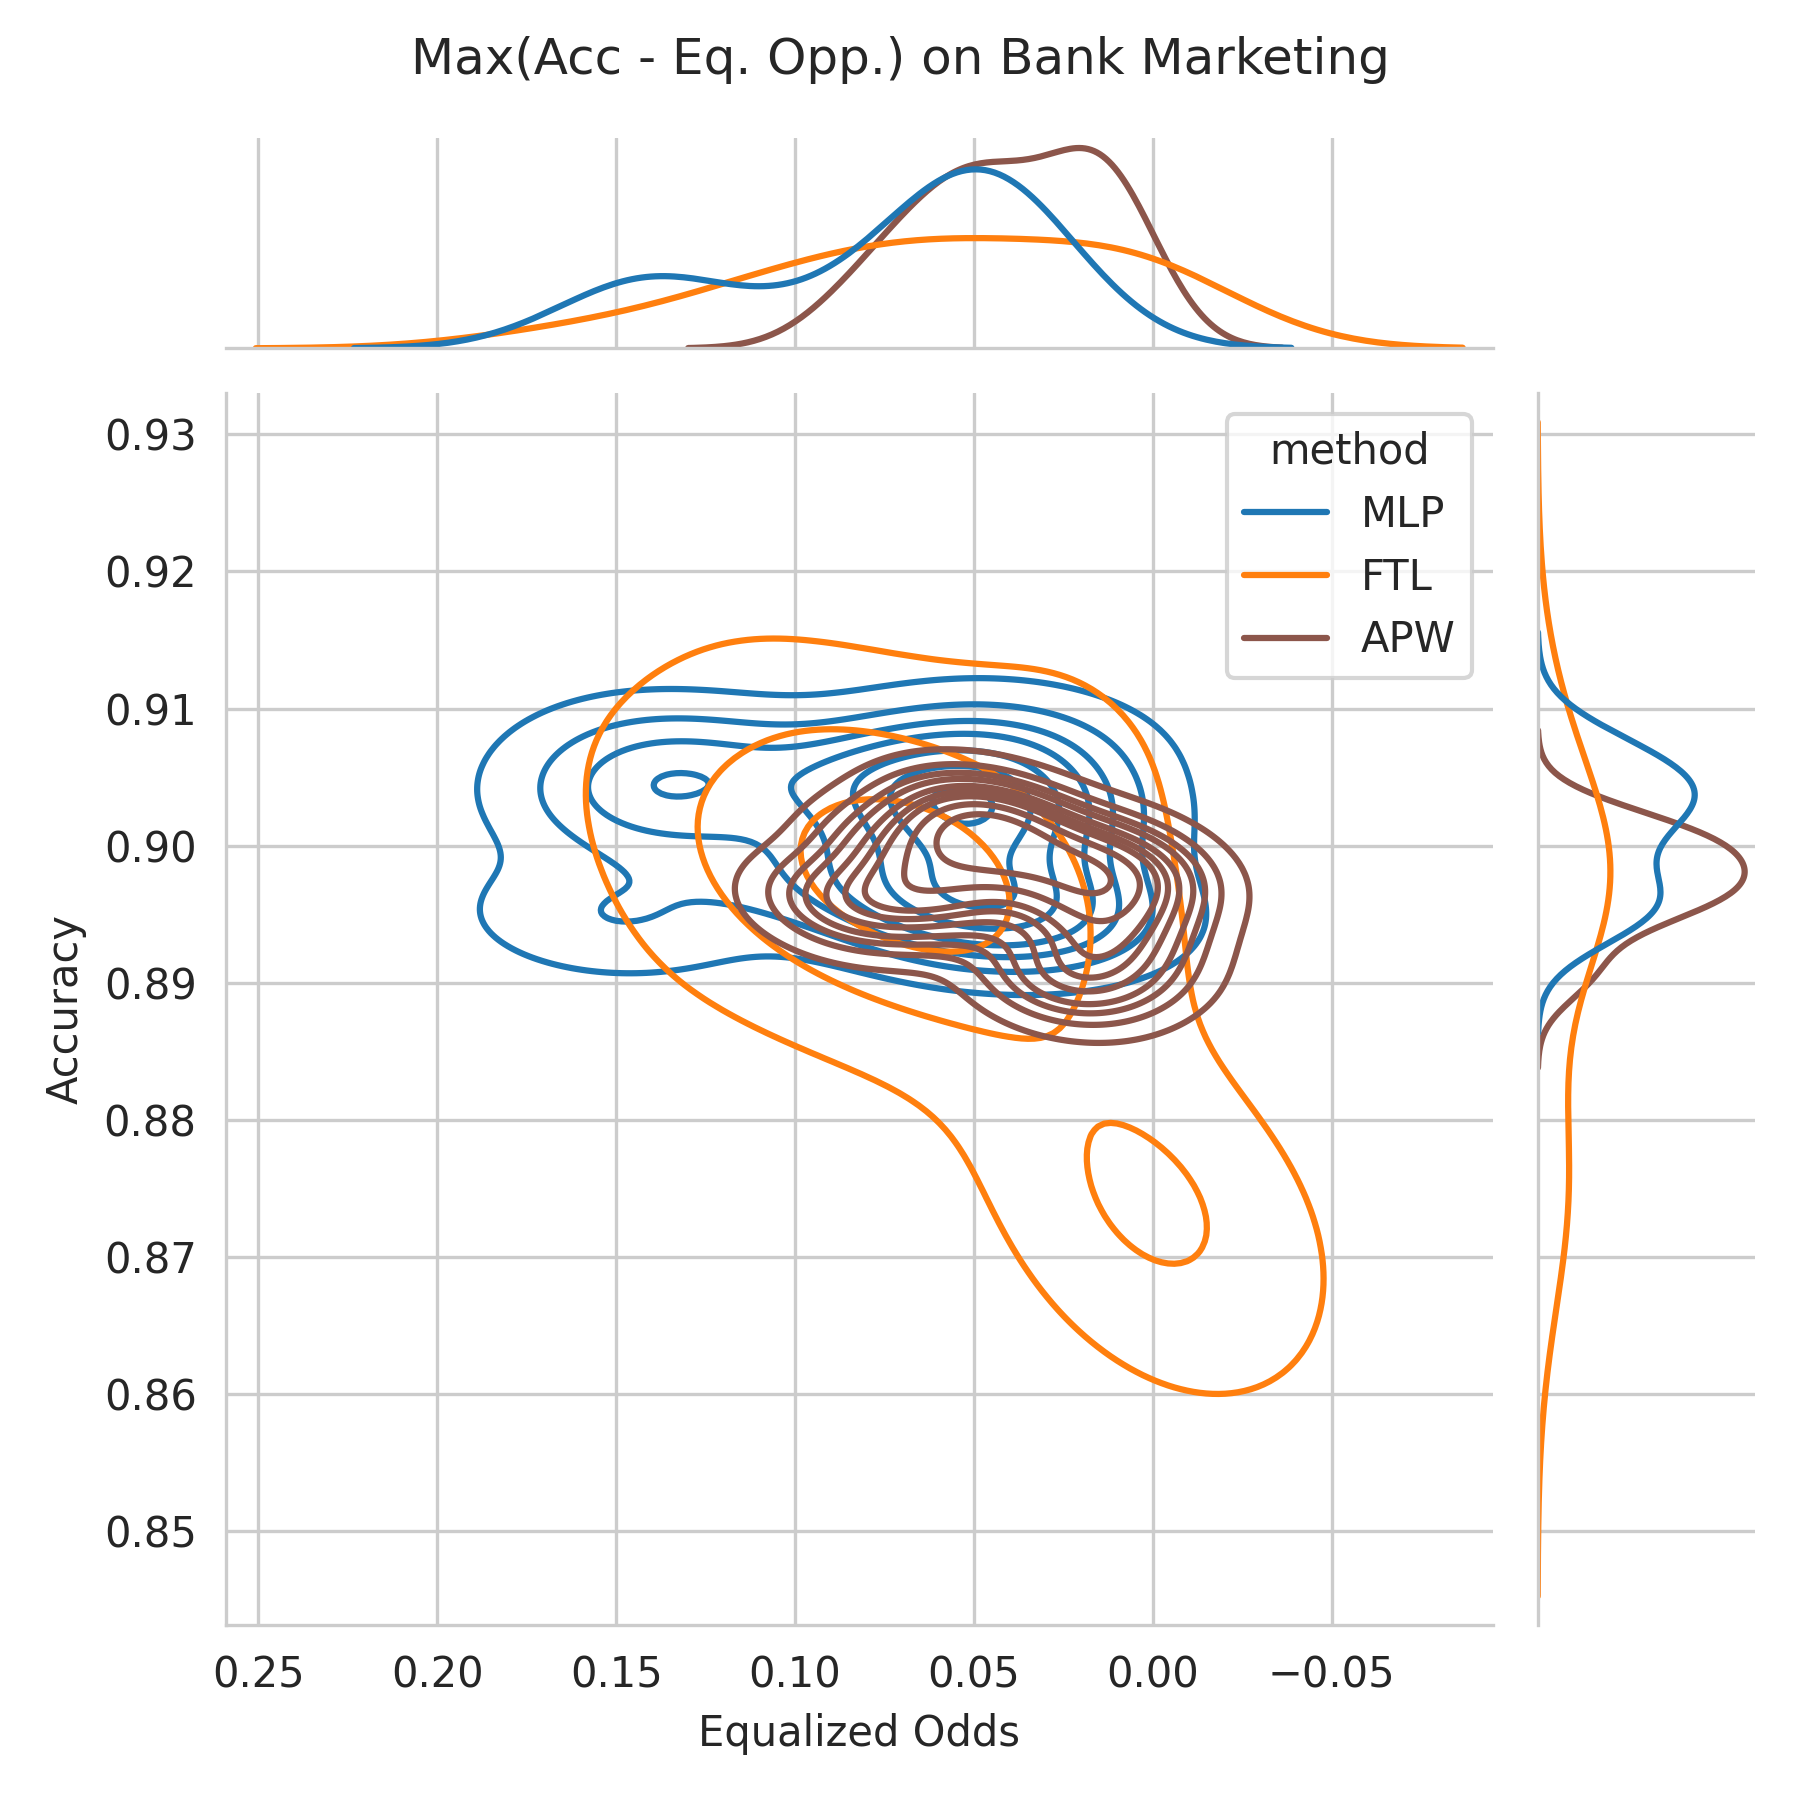 Max(Acc - Eq. Opp.) on Bank Marketing
method
MLP
FTL
APW
0.93
0.92
0.91
0.90
0.89
0.88
0.87
0.86
0.85
Accuracy
0.25 0.20 0.15 0.10 0.05 0.00 −0.05
Equalized Odds